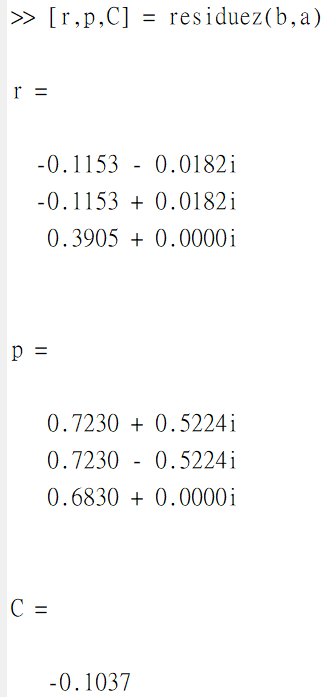 >> [r,p,C] = residuez(b,a)
r =
-0.1153 - 0.0182i
-0.1153 + 0.0182i
0.3905 + 0.0000i
p =
0.7230 + 0.5224i
0.7230 - 0.5224i
0.6830 + 0.0000i
C =
-0.1037